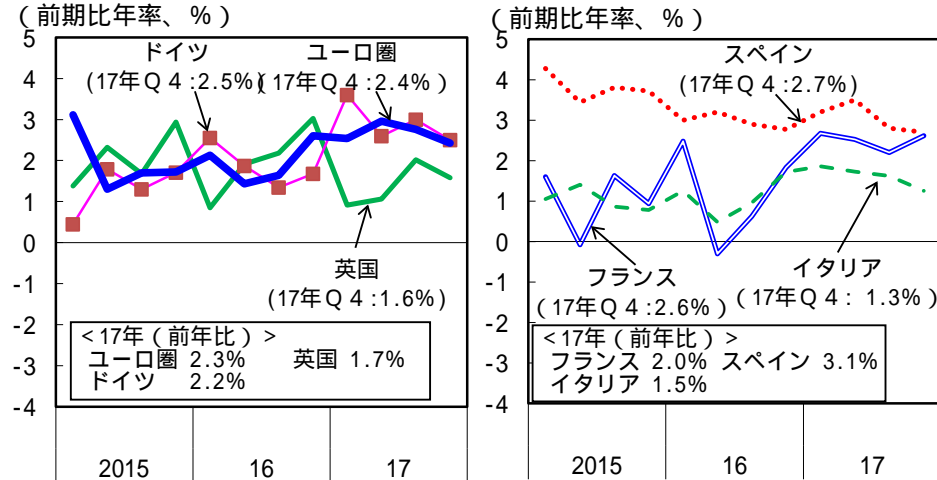 （前期比年率、％）
5
4
3
2
1
0
-1
-2
-3
-4
ドイツ
(17年Ｑ４:2.5%)
ユーロ圏
(17年Ｑ４:2.4%)
英国
(17年Ｑ４:1.6%)
＜17年（前年比）＞
ユーロ圏 2.3% 英国 1.7%
ドイツ 2.2%
2015 16 17
（前期比年率、％）
5
4
3
2
1
0
-1
-2
-3
-4
スペイン
(17年Ｑ４:2.7%)
フランス
(17年Ｑ４:2.6%)
イタリア
(17年Ｑ４: 1.3%)
＜17年（前年比）＞
フランス 2.0% スペイン 3.1%
イタリア 1.5%
2015 16 17